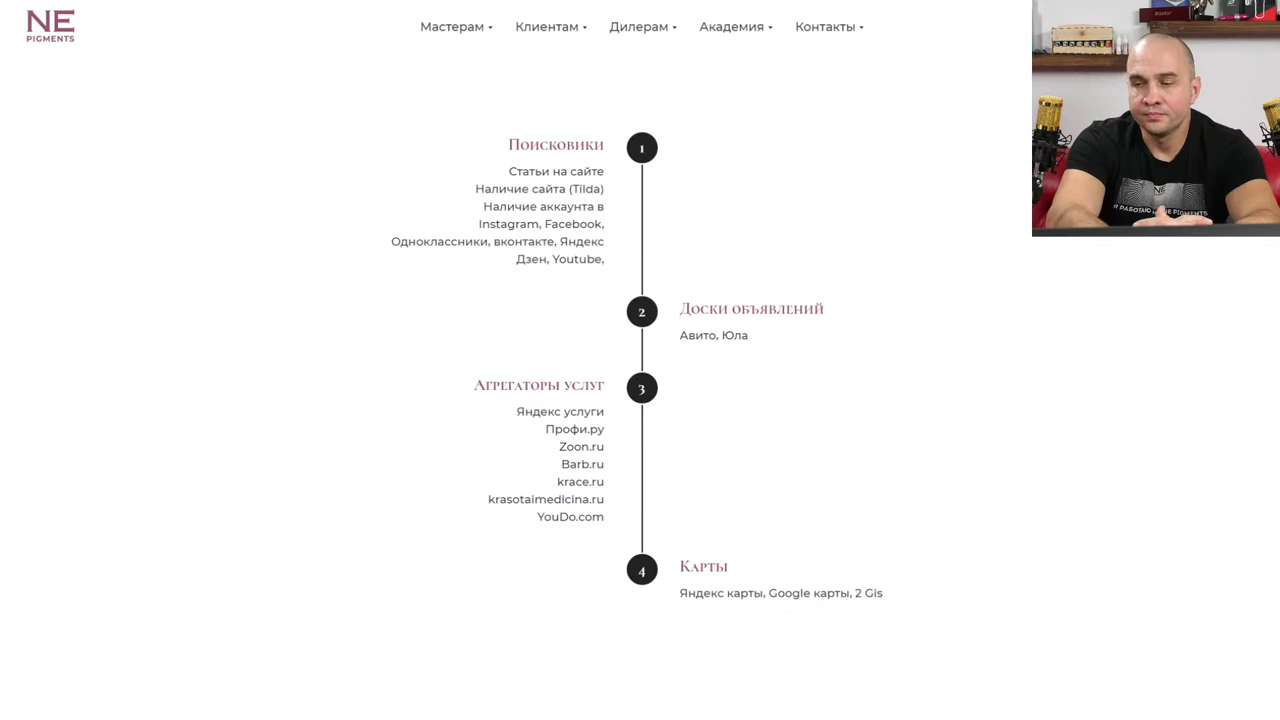 NE
PIGMENTS
Мастерам
Клиентам
Дилерам
Академия
Контакты
Поисковики
1
Статьи на сайте
Наличие сайта (Tilda)
Наличие аккаунта в
Instagram, Facebook,
Одноклассники, вконтакте, Яндекс
Дзен, Youtube,
2
Доски объявлений
Авито, Юла
Агрегаторы услуг
3
Яндекс услуги
Профи.ру
Zoon.ru
Barb.ru
krace.ru
krasotaimedicina.ru
YouDo.com
4
Карты
Яндекс карты, Google карты, 2 Gis